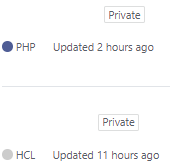 Private
PHP Updated 2 hours ago
Private
HCL Updated 11 hours ago